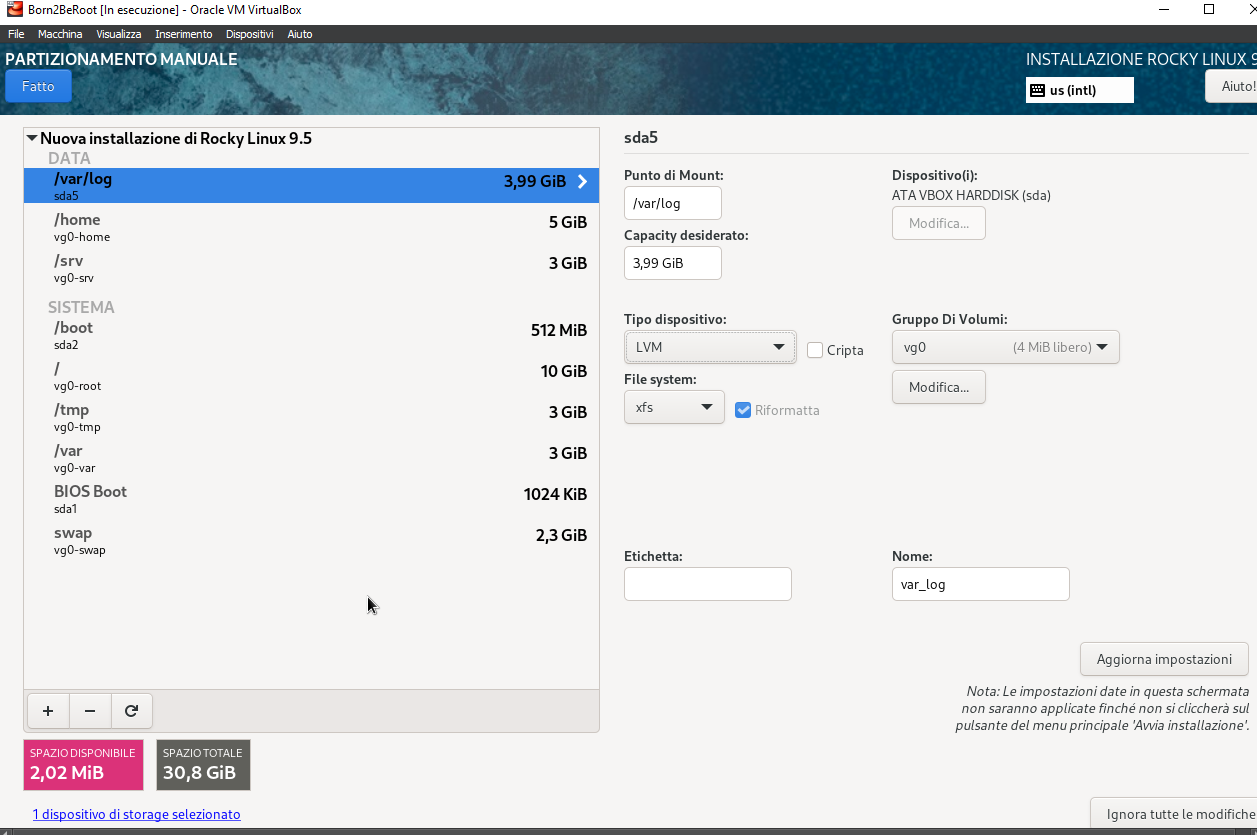 Born2BeRoot [In esecuzione] - Oracle VM VirtualBox
File Macchina Visualizza Inserimento Dispositivi Aiuto
PARTIZIONAMENTO MANUALE
INSTALLAZIONE ROCKY LINUX 9
Fatto
us (intl)
Aiuto!
Nuova installazione di Rocky Linux 9.5
DATA
/var/log
3,99 GiB
sda5
/home
5 GiB
vg0-home
/srv
3 GiB
vg0-srv
SISTEMA
/boot
512 MiB
sda2
/
10 GiB
vg0-root
/tmp
3 GiB
vg0-tmp
/var
3 GiB
vg0-var
BIOS Boot
1024 KiB
sda1
swap
2,3 GiB
vg0-swap
+ −
SPAZIO DISPONIBILE
2,02 MiB
SPAZIO TOTALE
30,8 GiB
1 dispositivo di storage selezionato
sda5
Punto di Mount:
/var/log
Dispositivo(i):
ATA VBOX HARDDISK (sda)
Modifica...
Capacity desiderato:
3,99 GiB
Tipo dispositivo:
LVM
Cripta
Gruppo Di Volumi:
vg0 (4 MiB libero)
Modifica...
File system:
xfs
Riformatta
Etichetta:
Nome:
var_log
Aggiorna impostazioni
Nota: Le impostazioni date in questa schermata
non saranno applicate finché non si cliccherà sul
pulsante del menu principale 'Avvia installazione'.
Ignora tutte le modifiche